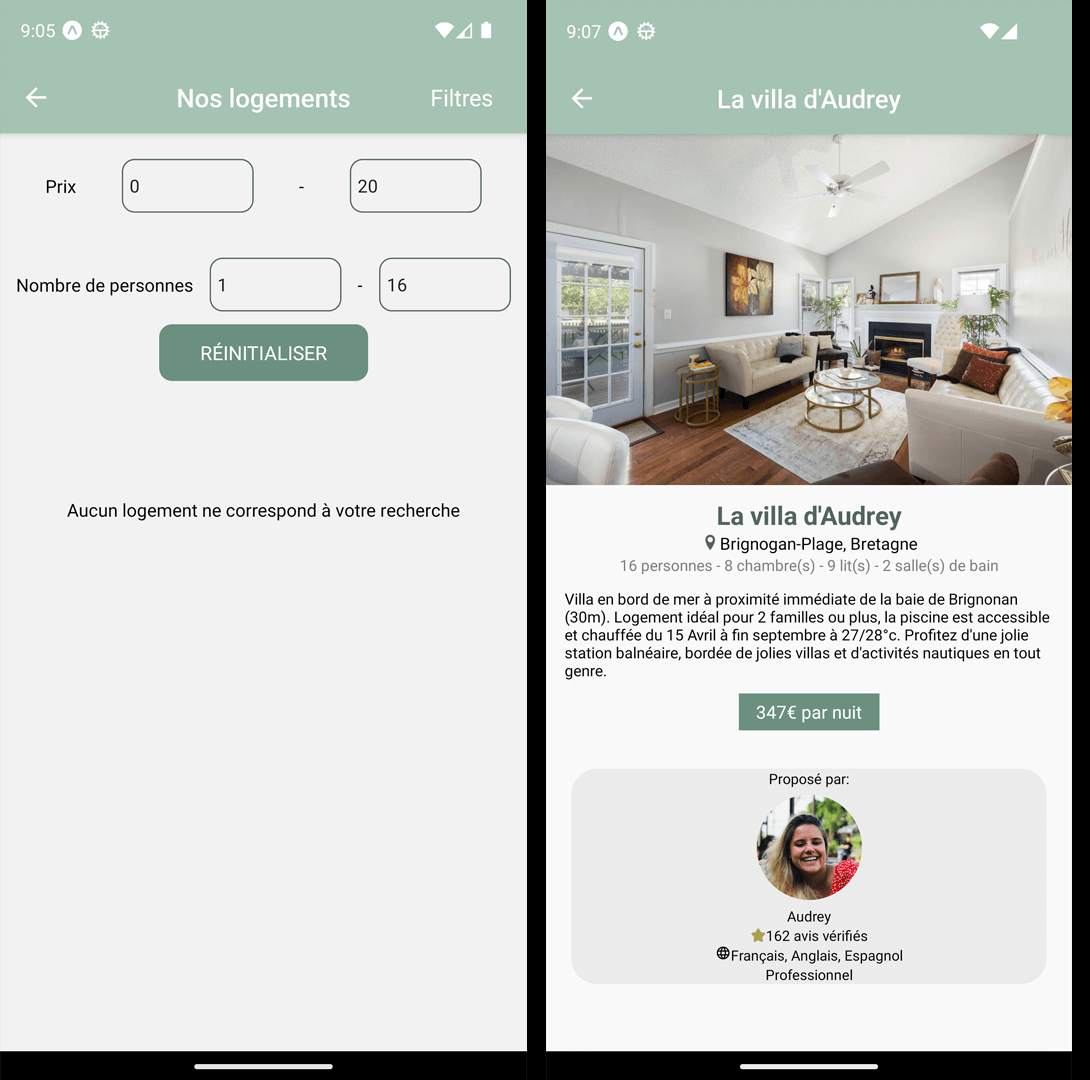 9:05
Nos logements
Filtres
Prix
0
-
20
Nombre de personnes
1
-
16
RÉINITIALISER
Aucun logement ne correspond à votre recherche
9:07
La villa d'Audrey
La villa d'Audrey
Brignogan-Plage, Bretagne
16 personnes - 8 chambre(s) - 9 lit(s) - 2 salle(s) de bain
Villa en bord de mer à proximité immédiate de la baie de Brignonan
(30m). Logement idéal pour 2 familles ou plus, la piscine est accessible
et chauffée du 15 Avril à fin septembre à 27/28°c. Profitez d'une jolie
station balnéaire, bordée de jolies villas et d'activités nautiques en tout
genre.
347€ par nuit
Proposé par:
Audrey
162 avis vérifiés
Français, Anglais, Espagnol
Professionnel